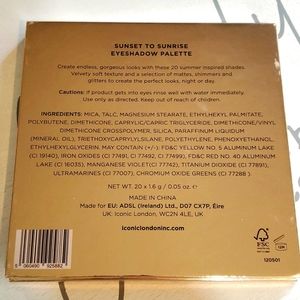 SUNSET TO SUNRISE
EYESHADOW PALETTE
Create endless, gorgeous looks with these 20 summer inspired shades.
Velvety soft texture and a selection of mattes, shimmers and
glitters to create the perfect looks, night or day.
Cautions: If product gets into eyes rinse well with water immediately.
Use only as directed. Keep out of reach of children.
INGREDIENTS: MICA, TALC, MAGNESIUM STEARATE, ETHYLHEXYL PALMITATE,
POLYBUTENE, DIMETHICONE, CAPRYLIC/CAPRIC TRIGLYCERIDE, DIMETHICONE/VINYL
DIMETHICONE CROSSPOLYMER, SILICA, PARAFFINUM LIQUIDUM
(MINERAL OIL), TRIETHOXYCAPRYLYLSILANE, POLYETHYLENE, PHENOXYETHANOL,
ETHYLHEXYLGLYCERIN. MAY CONTAIN (+/-): FD&C YELLOW NO. 5 ALUMINUM LAKE
(CI 19140), IRON OXIDES (CI 77491, CI 77492, CI 77499), FD&C RED NO. 40 ALUMINUM
LAKE (CI 16035), MANGANESE VIOLET (CI 77742), TITANIUM DIOXIDE (CI 77891),
ULTRAMARINES (CI 77007), CHROMIUM OXIDE GREENS (CI 77288 )
NET WT. 20 x 1.6 g / 0.05 oz.
MADE IN CHINA
Made for EU: ADSL (Ireland) Ltd., D07 CX7P, Éire
UK: Iconic London, WC2N 4LE, UK
iconiclondoninc.com
5 060490 925882
FSC
12M
120501